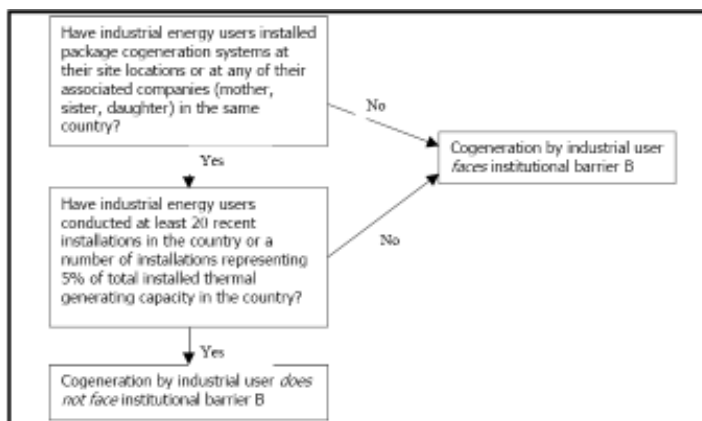 Have industrial energy users installed
package cogeneration systems at
their site locations or at any of their
associated companies (mother,
sister, daughter) in the same
country?
No
Cogeneration by industrial user
faces institutional barrier B
Yes
Have industrial energy users
conducted at least 20 recent
installations in the country or a
number of installations representing
5% of total installed thermal
generating capacity in the country?
No
Yes
Cogeneration by industrial user does
not face institutional barrier B